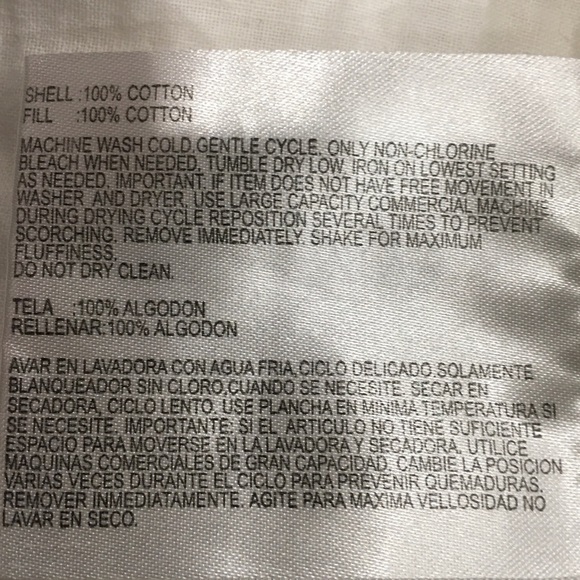 SHELL :100% COTTON
FILL :100% COTTON
MACHINE WASH COLD,GENTLE CYCLE. ONLY NON-CHLORINE
BLEACH WHEN NEEDED. TUMBLE DRY LOW. IRON ON LOWEST SETTING
AS NEEDED. IMPORTANT. IF ITEM DOES NOT HAVE FREE MOVEMENT IN
WASHER AND DRYER, USE LARGE CAPACITY COMMERCIAL MACHINE
DURING DRYING CYCLE REPOSITION SEVERAL TIMES TO PREVENT
SCORCHING. REMOVE IMMEDIATELY. SHAKE FOR MAXIMUM
FLUFFINESS.
DO NOT DRY CLEAN.
TELA :100% ALGODON
RELLENAR:100% ALGODON
AVAR EN LAVADORA CON AGUA FRIA,CICLO DELICADO.SOLAMENTE
BLANQUEADOR SIN CLORO,CUANDO SE NECESITE. SECAR EN
SECADORA, CICLO LENTO. USE PLANCHA EN MINIMA TEMPERATURA SI
SE NECESITE. IMPORTANTE: SI EL ARTICULO NO TIENE SUFICIENTE
ESPACIO PARA MOVERSE EN LA LAVADORA Y SECADORA. UTILICE
MAQUINAS COMERCIALES DE GRAN CAPACIDAD. CAMBIE LA POSICION
VARIAS VECES DURANTE EL CICLO PARA PREVENIR QUEMADURAS.
REMOVER INMEDIATAMENTE. AGITE PARA MAXIMA VELLOSIDAD NO
LAVAR EN SECO.